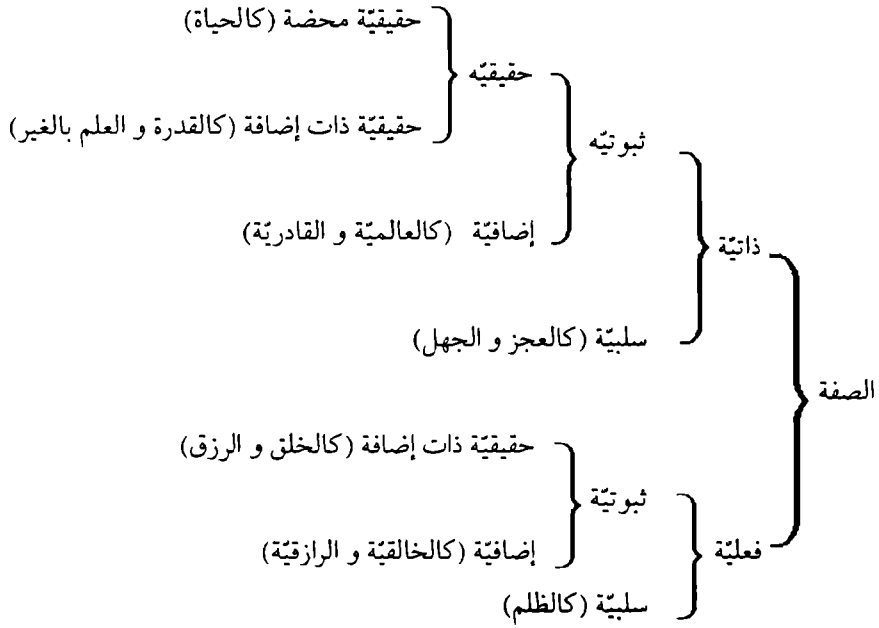 حقيقيّة محضة (كالحياة)
حقيقيّه
حقيقيّة ذات إضافة (كالقدرة و العلم بالغير)
ثبوتيّه
إضافيّة (كالعالميّة و القادريّة)
ذاتيّة
سلبيّة (كالعجز و الجهل)
الصفة
حقيقيّة ذات إضافة (كالخلق و الرزق)
ثبوتيّة
فعليّة
إضافيّة (كالخالقيّة و الرازقيّة)
سلبيّة (كالظلم)